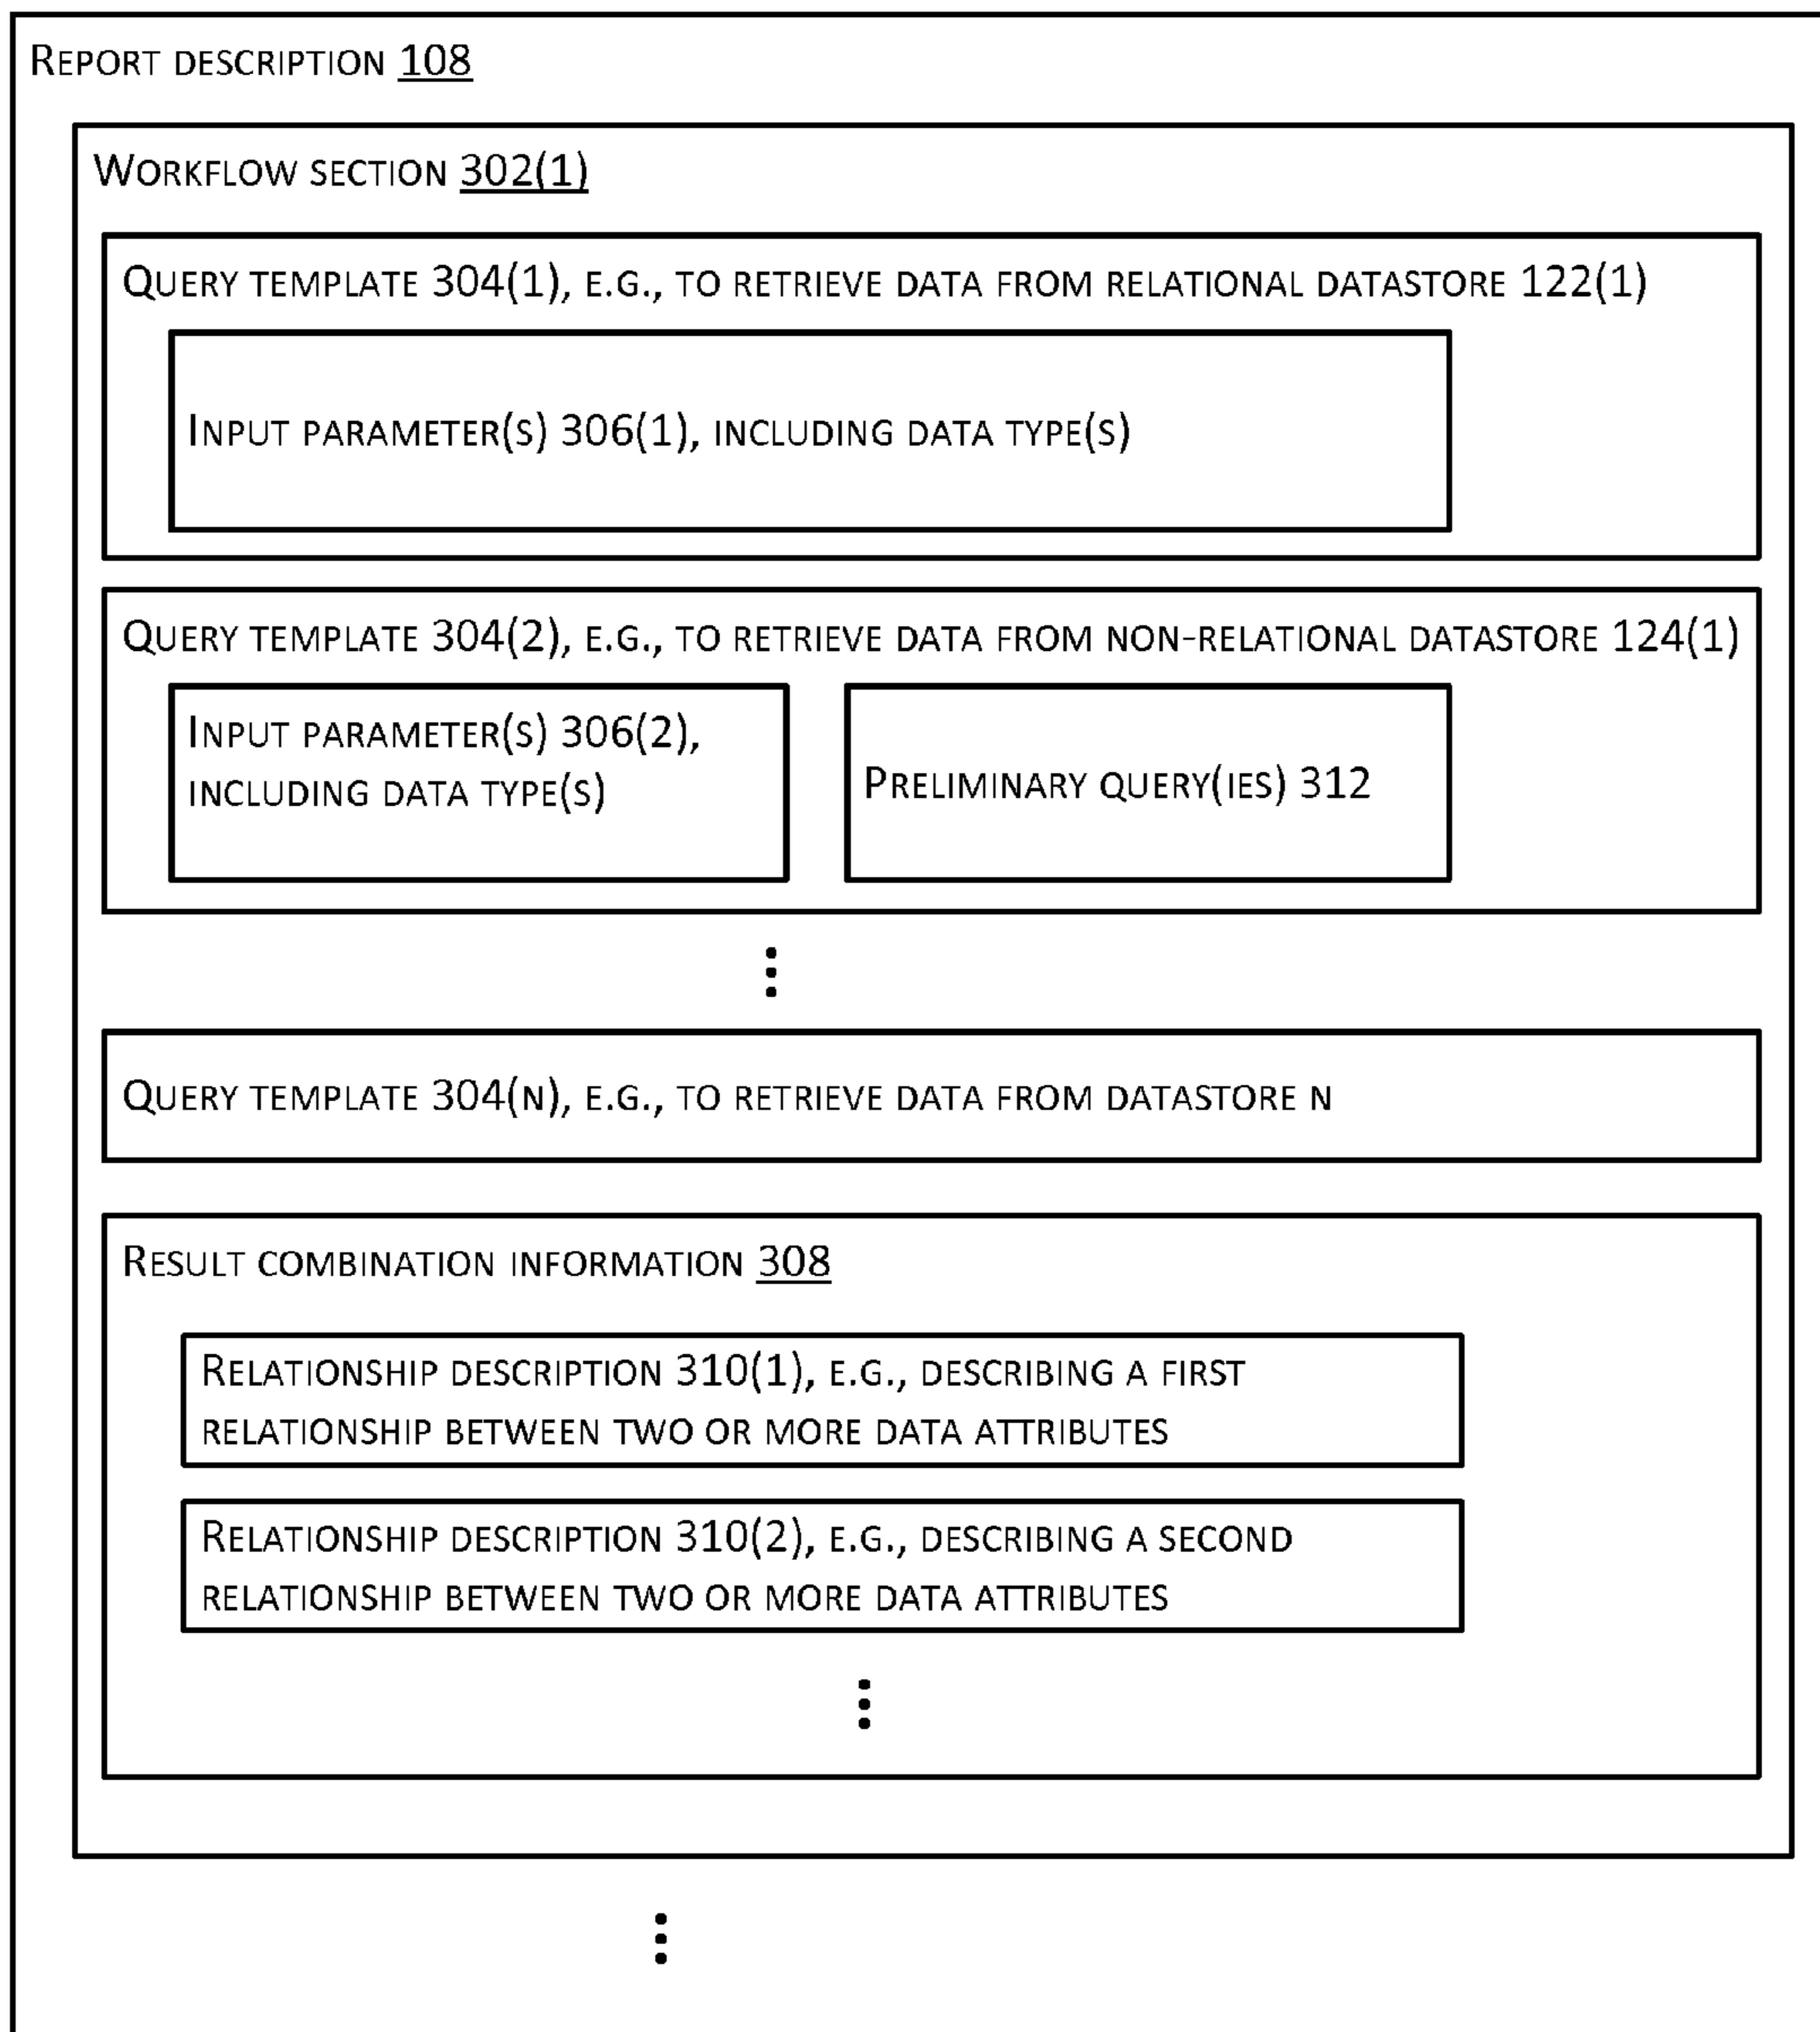 Report description 108
Workflow section 302(1)
Query template 304(1), e.g., to retrieve data from relational datastore 122(1)
Input parameter(s) 306(1), including data type(s)
Query template 304(2), e.g., to retrieve data from non-relational datastore 124(1)
Input parameter(s) 306(2),
including data type(s)
Preliminary query(ies) 312
Query template 304(n), e.g., to retrieve data from datastore n
Result combination information 308
Relationship description 310(1), e.g., describing a first
relationship between two or more data attributes
Relationship description 310(2), e.g., describing a second
relationship between two or more data attributes